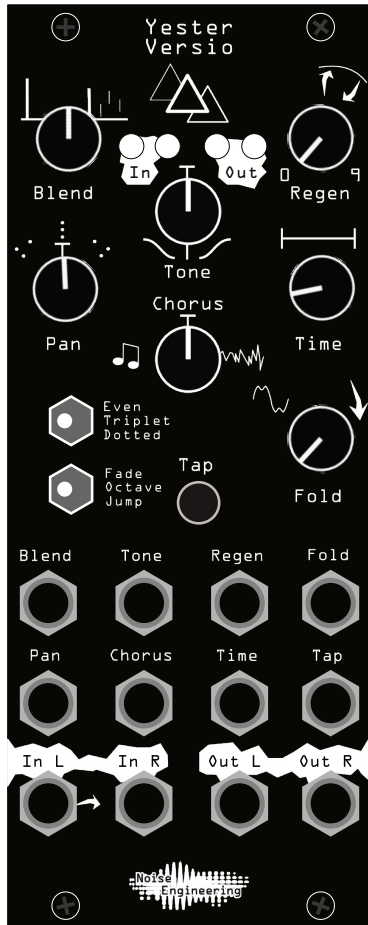 Yester
Versio
In
Out
Blend
0
9
Regen
Tone
Pan
Chorus
Time
Even
Triplet
Dotted
Fade
Octave
Jump
Tap
Fold
Blend Tone Regen Fold
Pan Chorus Time Tap
In L In R Out L Out R
Noise
Engineering